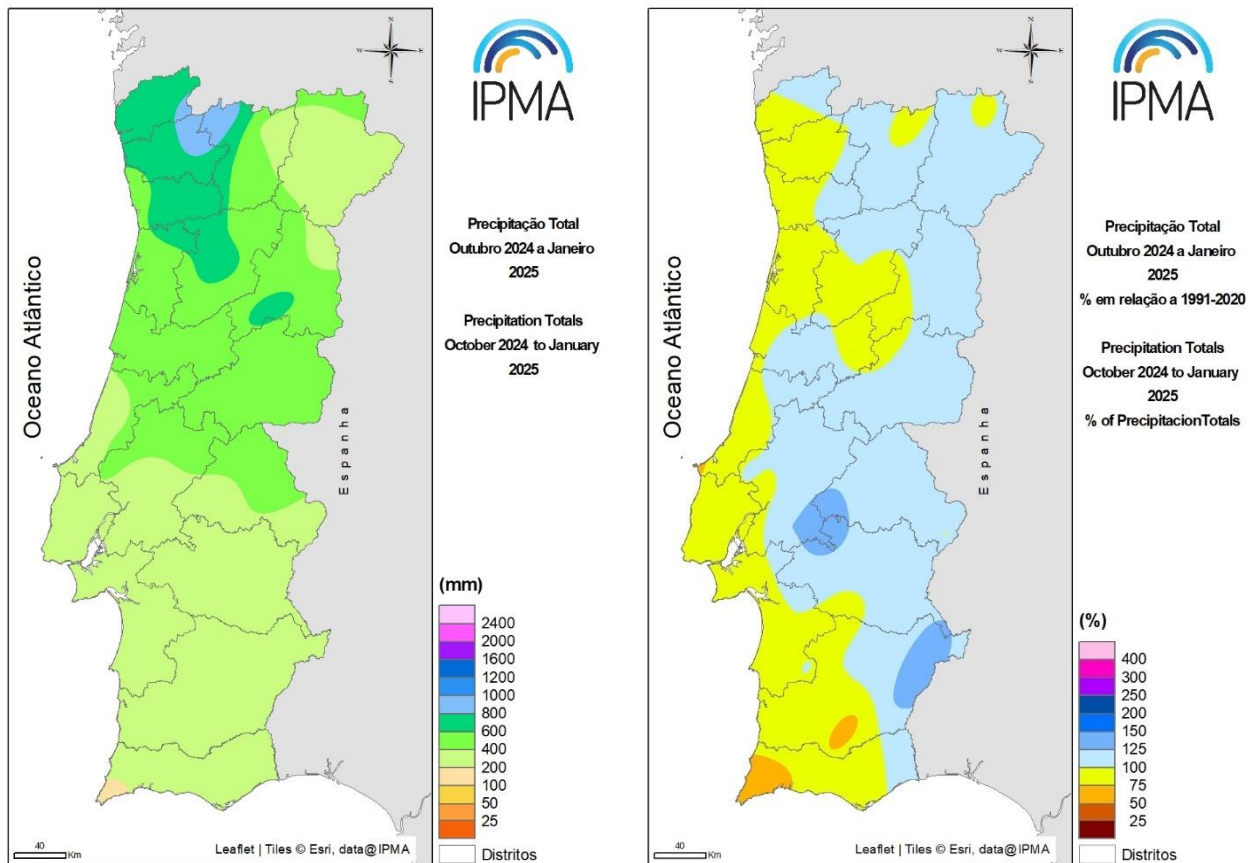 N
W
E
S
IPMA
Oceano Atlântico
Espanha
Precipitação Total
Outubro 2024 a Janeiro
2025
Precipitation Totals
October 2024 to January
2025
(mm)
2400
2000
1600
1200
1000
800
600
400
200
100
50
25
Distritos
40
Km
Leaflet | Tiles © Esri, data@IPMA
N
W
E
S
IPMA
Oceano Atlântico
Espanha
Precipitação Total
Outubro 2024 a Janeiro
2025
% em relação a 1991-2020
Precipitation Totals
October 2024 to January
2025
% of PrecipitacionTotals
(%)
400
300
250
200
150
125
100
75
50
25
Distritos
40
Km
Leaflet | Tiles © Esri, data@IPMA